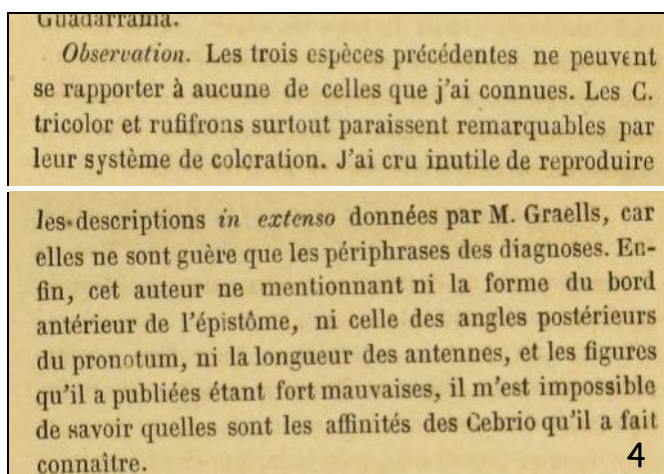 Guadarrama.
Observation. Les trois espèces précédentes ne peuvent
se rapporter à aucune de celles que j'ai connues. Les C.
tricolor et rufifrons surtout paraissent remarquables par
leur système de coloration. J'ai cru inutile de reproduire
les descriptions in extenso données par M. Graells, car
elles ne sont guère que les périphrases des diagnoses. En-
fin, cet auteur ne mentionnant ni la forme du bord
antérieur de l'épistôme, ni celle des angles postérieurs
du pronotum, ni la longueur des antennes, et les figures
qu'il a publiées étant fort mauvaises, il m'est impossible
de savoir quelles sont les affinités des Cebrio qu'il a fait
connaître.
4